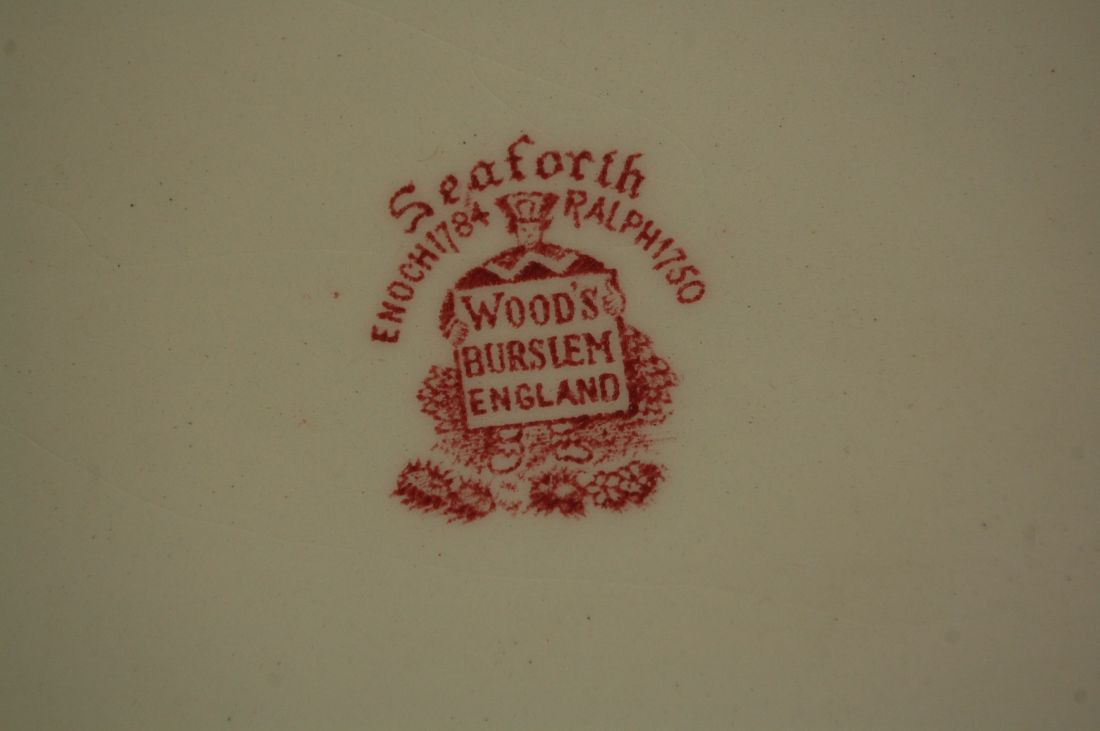 Seaforth
ENOCH 1784 RALPH 1750
WOOD'S
BURSLEM
ENGLAND